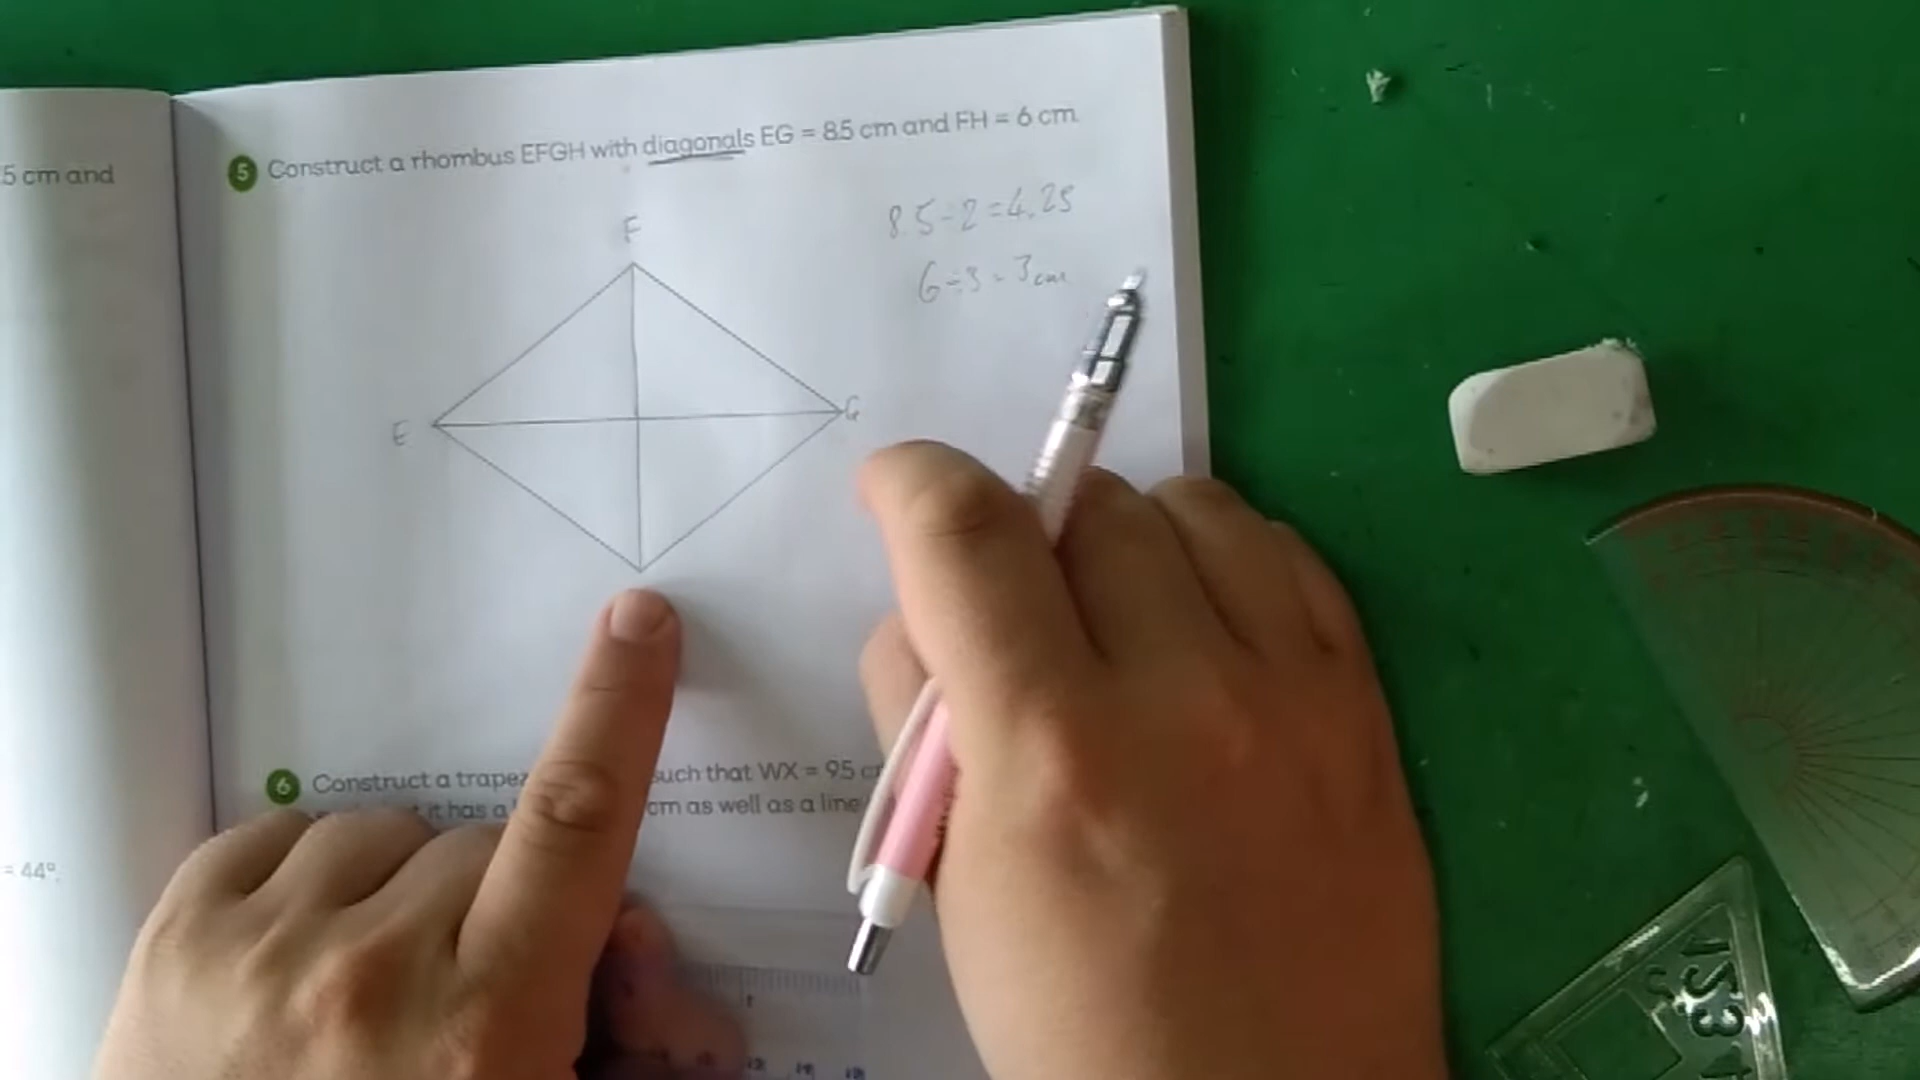 5 cm and
5 Construct a rhombus EFGH with diagonals EG = 8.5 cm and FH = 6 cm
8.5 ÷ 2 = 4.25
6 ÷ 3 = 3cm
F
E
G
6 Construct a such that WX = 9.5
it has a cm as well as a line
= 44°.